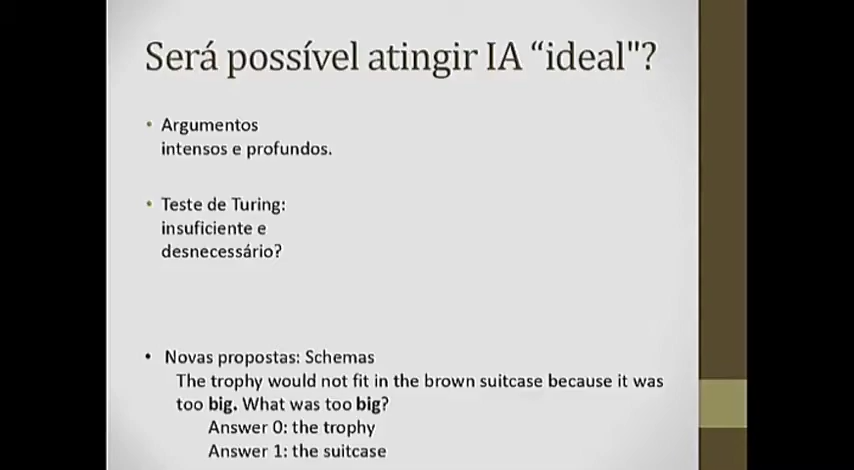 Será possível atingir IA “ideal"?
• Argumentos
intensos e profundos.
• Teste de Turing:
insuficiente e
desnecessário?
• Novas propostas: Schemas
The trophy would not fit in the brown suitcase because it was
too big. What was too big?
Answer 0: the trophy
Answer 1: the suitcase